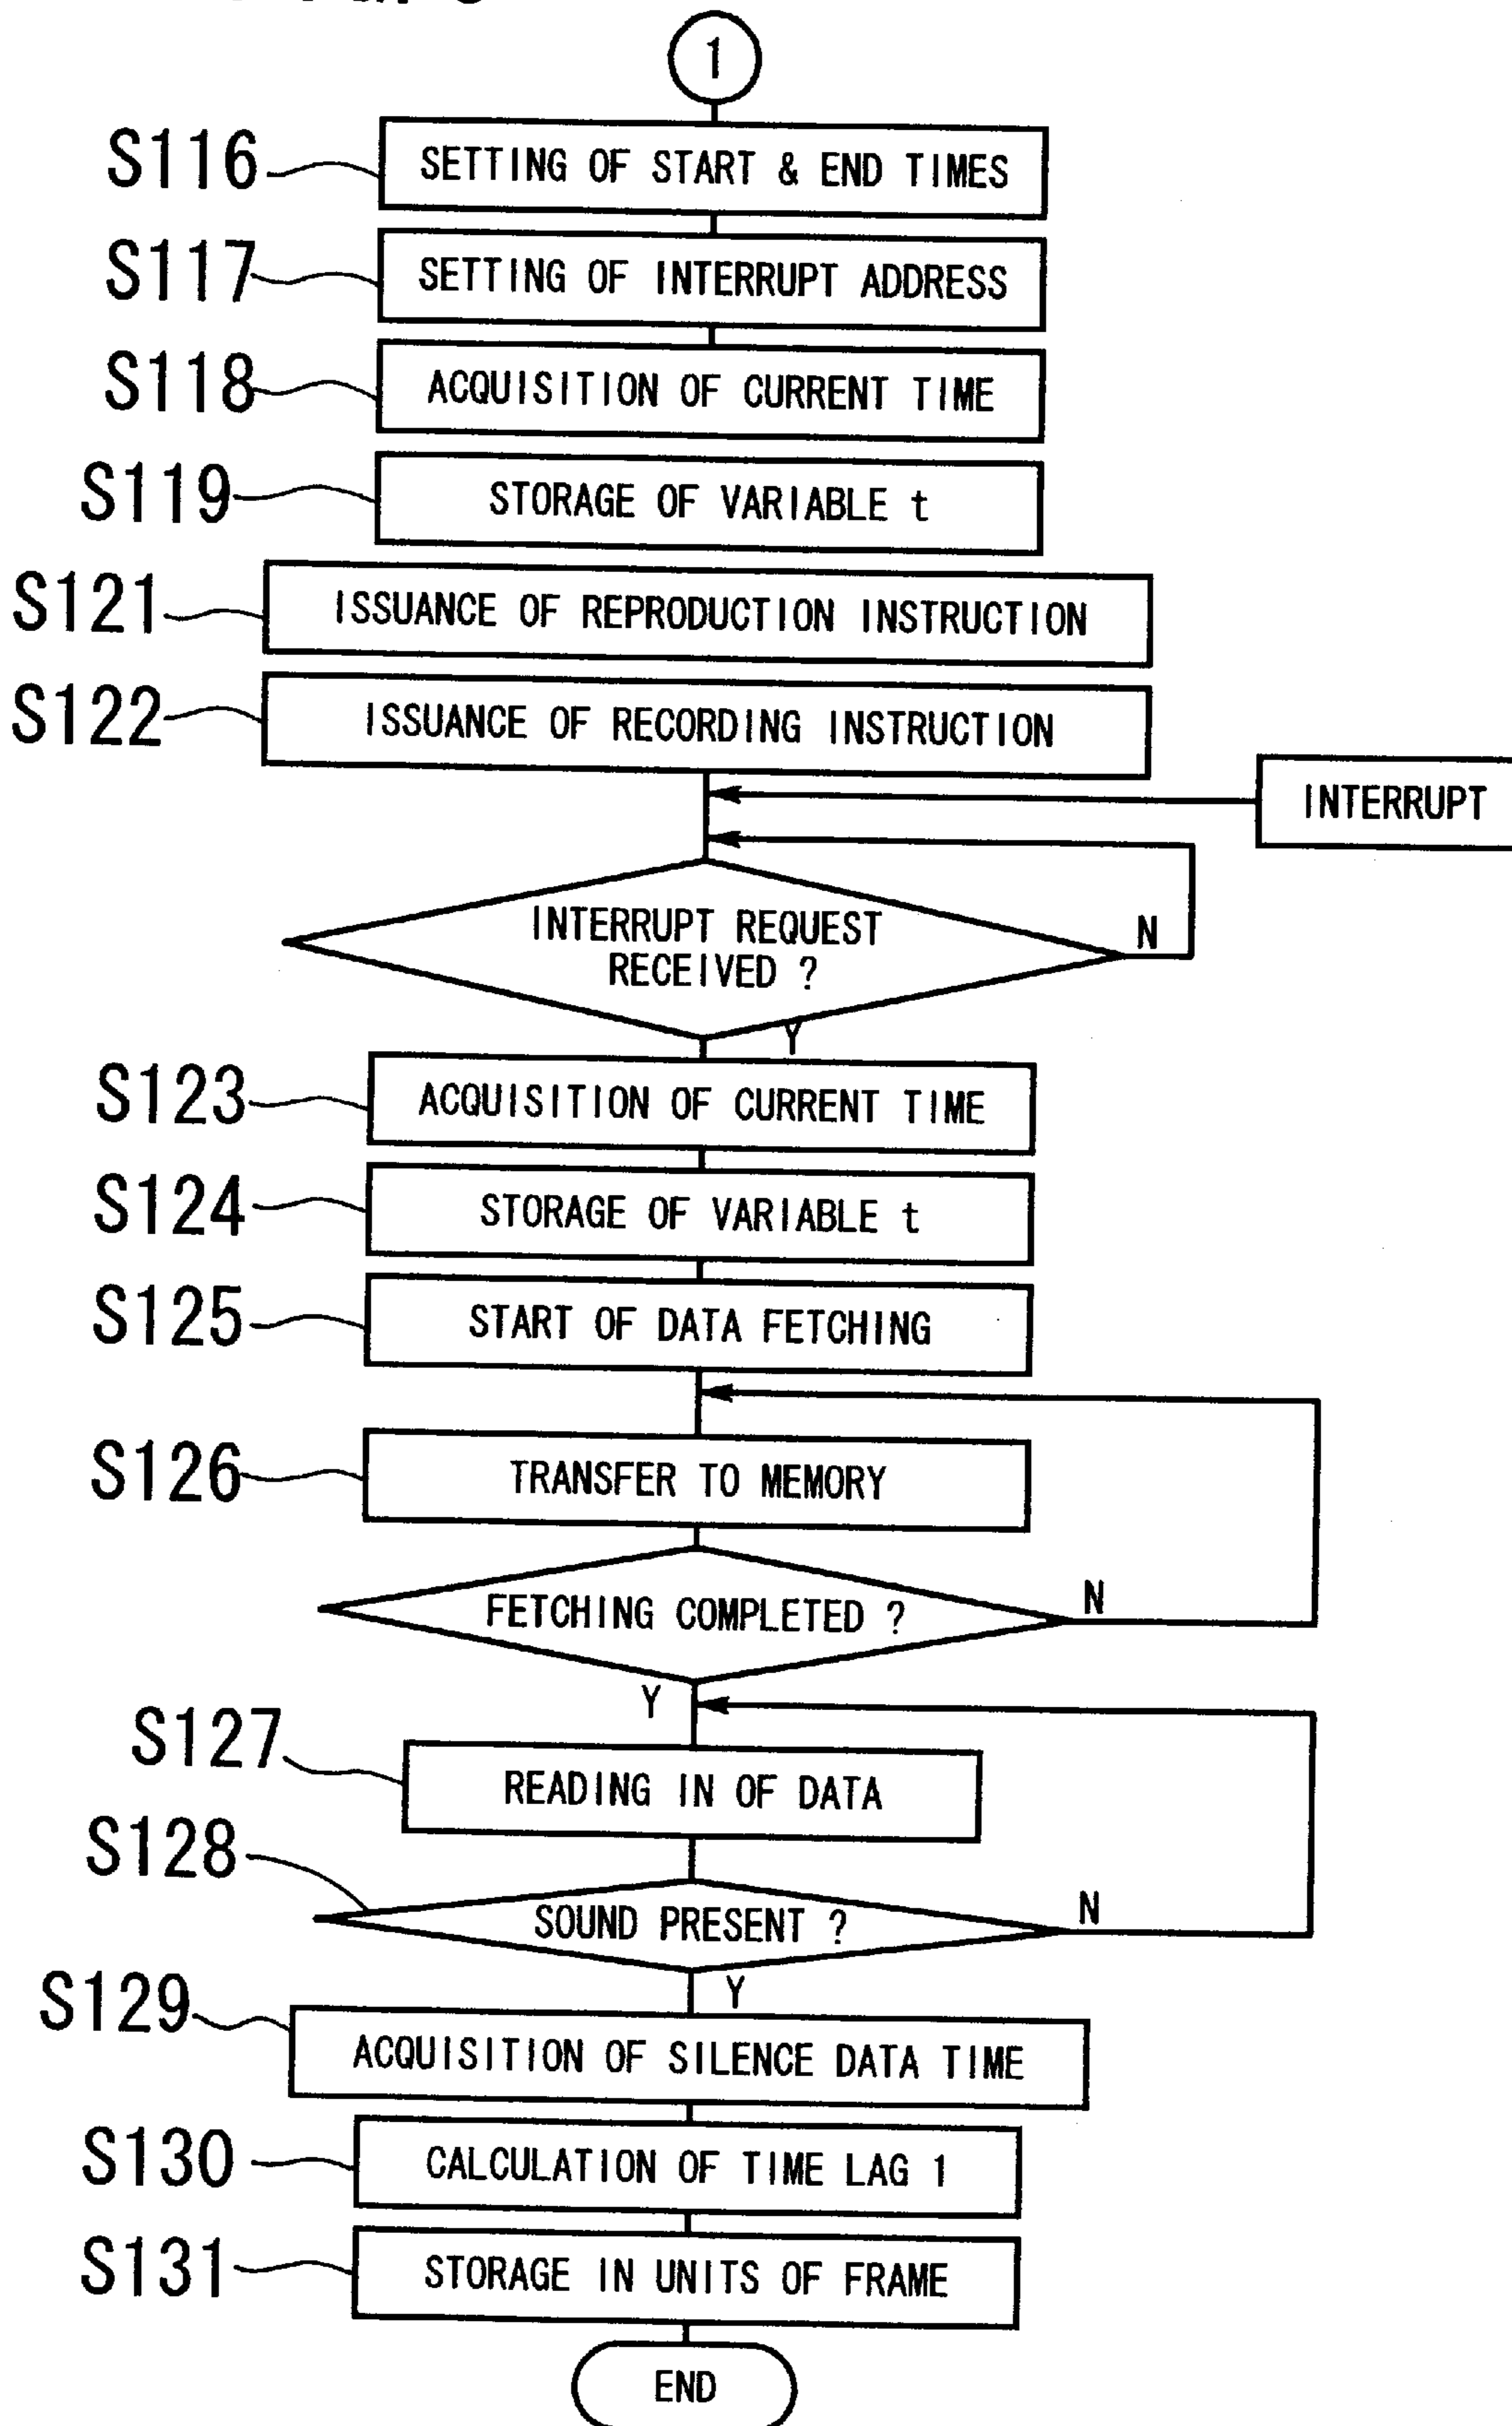 1
S116 SETTING OF START & END TIMES
S117 SETTING OF INTERRUPT ADDRESS
S118 ACQUISITION OF CURRENT TIME
S119 STORAGE OF VARIABLE t
S121 ISSUANCE OF REPRODUCTION INSTRUCTION
S122 ISSUANCE OF RECORDING INSTRUCTION
INTERRUPT
INTERRUPT REQUEST
RECEIVED ?
N
Y
S123 ACQUISITION OF CURRENT TIME
S124 STORAGE OF VARIABLE t
S125 START OF DATA FETCHING
S126 TRANSFER TO MEMORY
FETCHING COMPLETED ?
N
Y
S127 READING IN OF DATA
S128 SOUND PRESENT ?
N
Y
S129 ACQUISITION OF SILENCE DATA TIME
S130 CALCULATION OF TIME LAG 1
S131 STORAGE IN UNITS OF FRAME
END